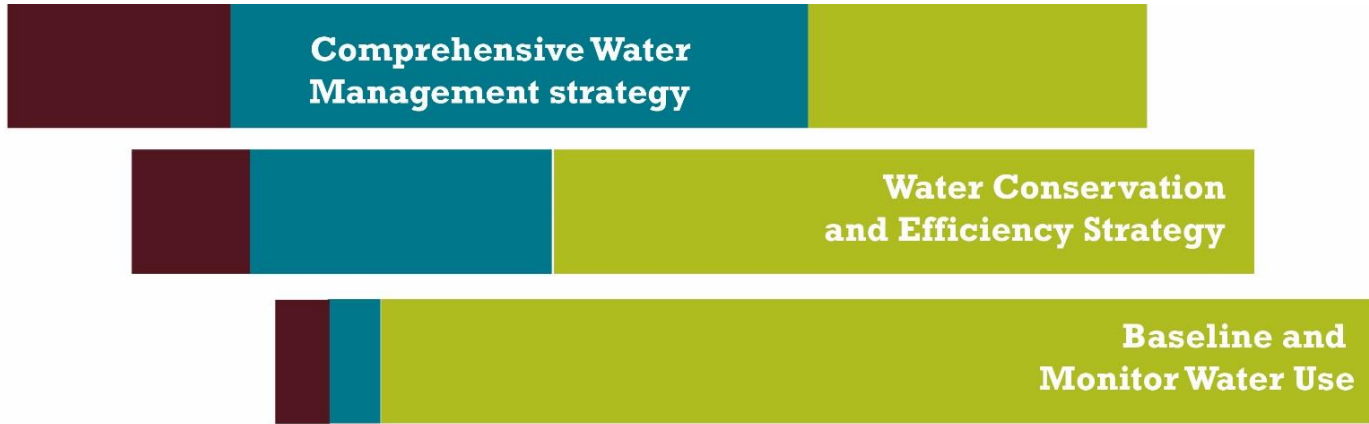 Comprehensive Water
Management strategy
Water Conservation
and Efficiency Strategy
Baseline and
Monitor Water Use